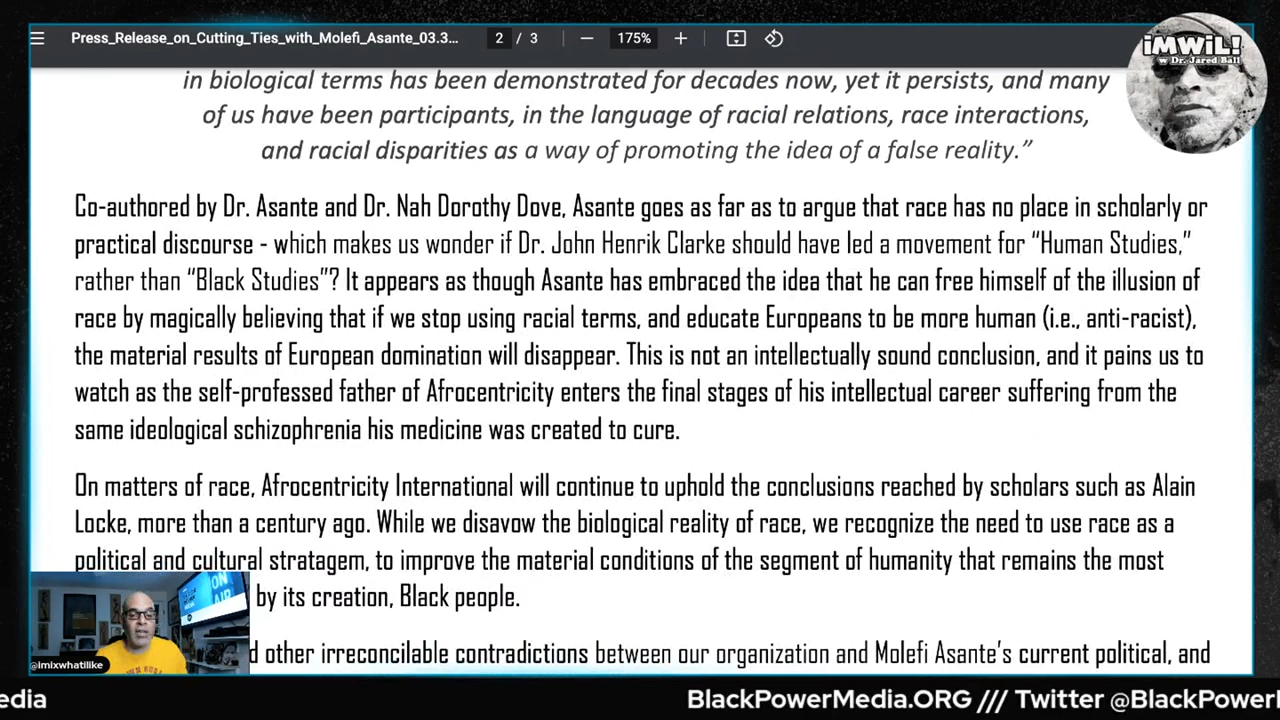 Press_Release_on_Cutting_Ties_with_Molefi_Asante_03.3...
2 / 3
175%
iMWiL!
w Dr. Jared Ball
in biological terms has been demonstrated for decades now, yet it persists, and many
of us have been participants, in the language of racial relations, race interactions,
and racial disparities as a way of promoting the idea of a false reality.”
Co-authored by Dr. Asante and Dr. Nah Dorothy Dove, Asante goes as far as to argue that race has no place in scholarly or
practical discourse - which makes us wonder if Dr. John Henrik Clarke should have led a movement for “Human Studies,”
rather than “Black Studies”? It appears as though Asante has embraced the idea that he can free himself of the illusion of
race by magically believing that if we stop using racial terms, and educate Europeans to be more human (i.e., anti-racist),
the material results of European domination will disappear. This is not an intellectually sound conclusion, and it pains us to
watch as the self-professed father of Afrocentricity enters the final stages of his intellectual career suffering from the
same ideological schizophrenia his medicine was created to cure.
On matters of race, Afrocentricity International will continue to uphold the conclusions reached by scholars such as Alain
Locke, more than a century ago. While we disavow the biological reality of race, we recognize the need to use race as a
political and cultural stratagem, to improve the material conditions of the segment of humanity that remains the most
by its creation, Black people.
other irreconcilable contradictions between our organization and Molefi Asante’s current political, and
ON
AIR
@imixwhatilike
edia
BlackPowerMedia.ORG /// Twitter @BlackPowerM